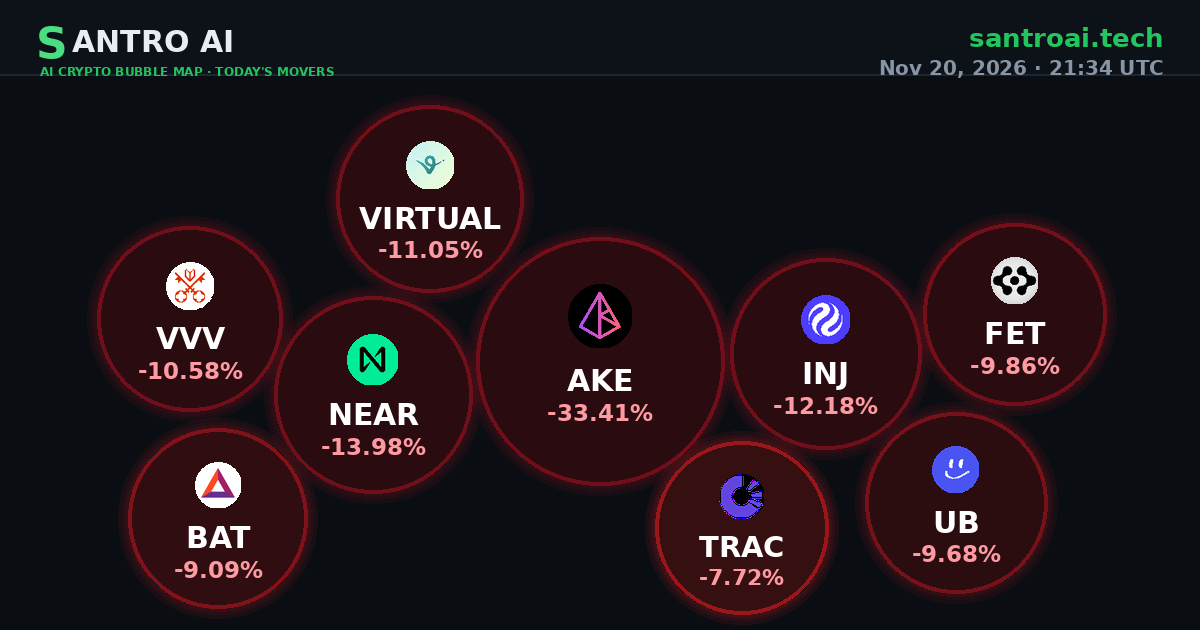 SANTRO AI
AI CRYPTO BUBBLE MAP · TODAY'S MOVERS
santroai.tech
Nov 20, 2026 · 21:34 UTC
VIRTUAL
-11.05%
VVV
-10.58%
NEAR
-13.98%
AKE
-33.41%
INJ
-12.18%
FET
-9.86%
BAT
-9.09%
TRAC
-7.72%
UB
-9.68%